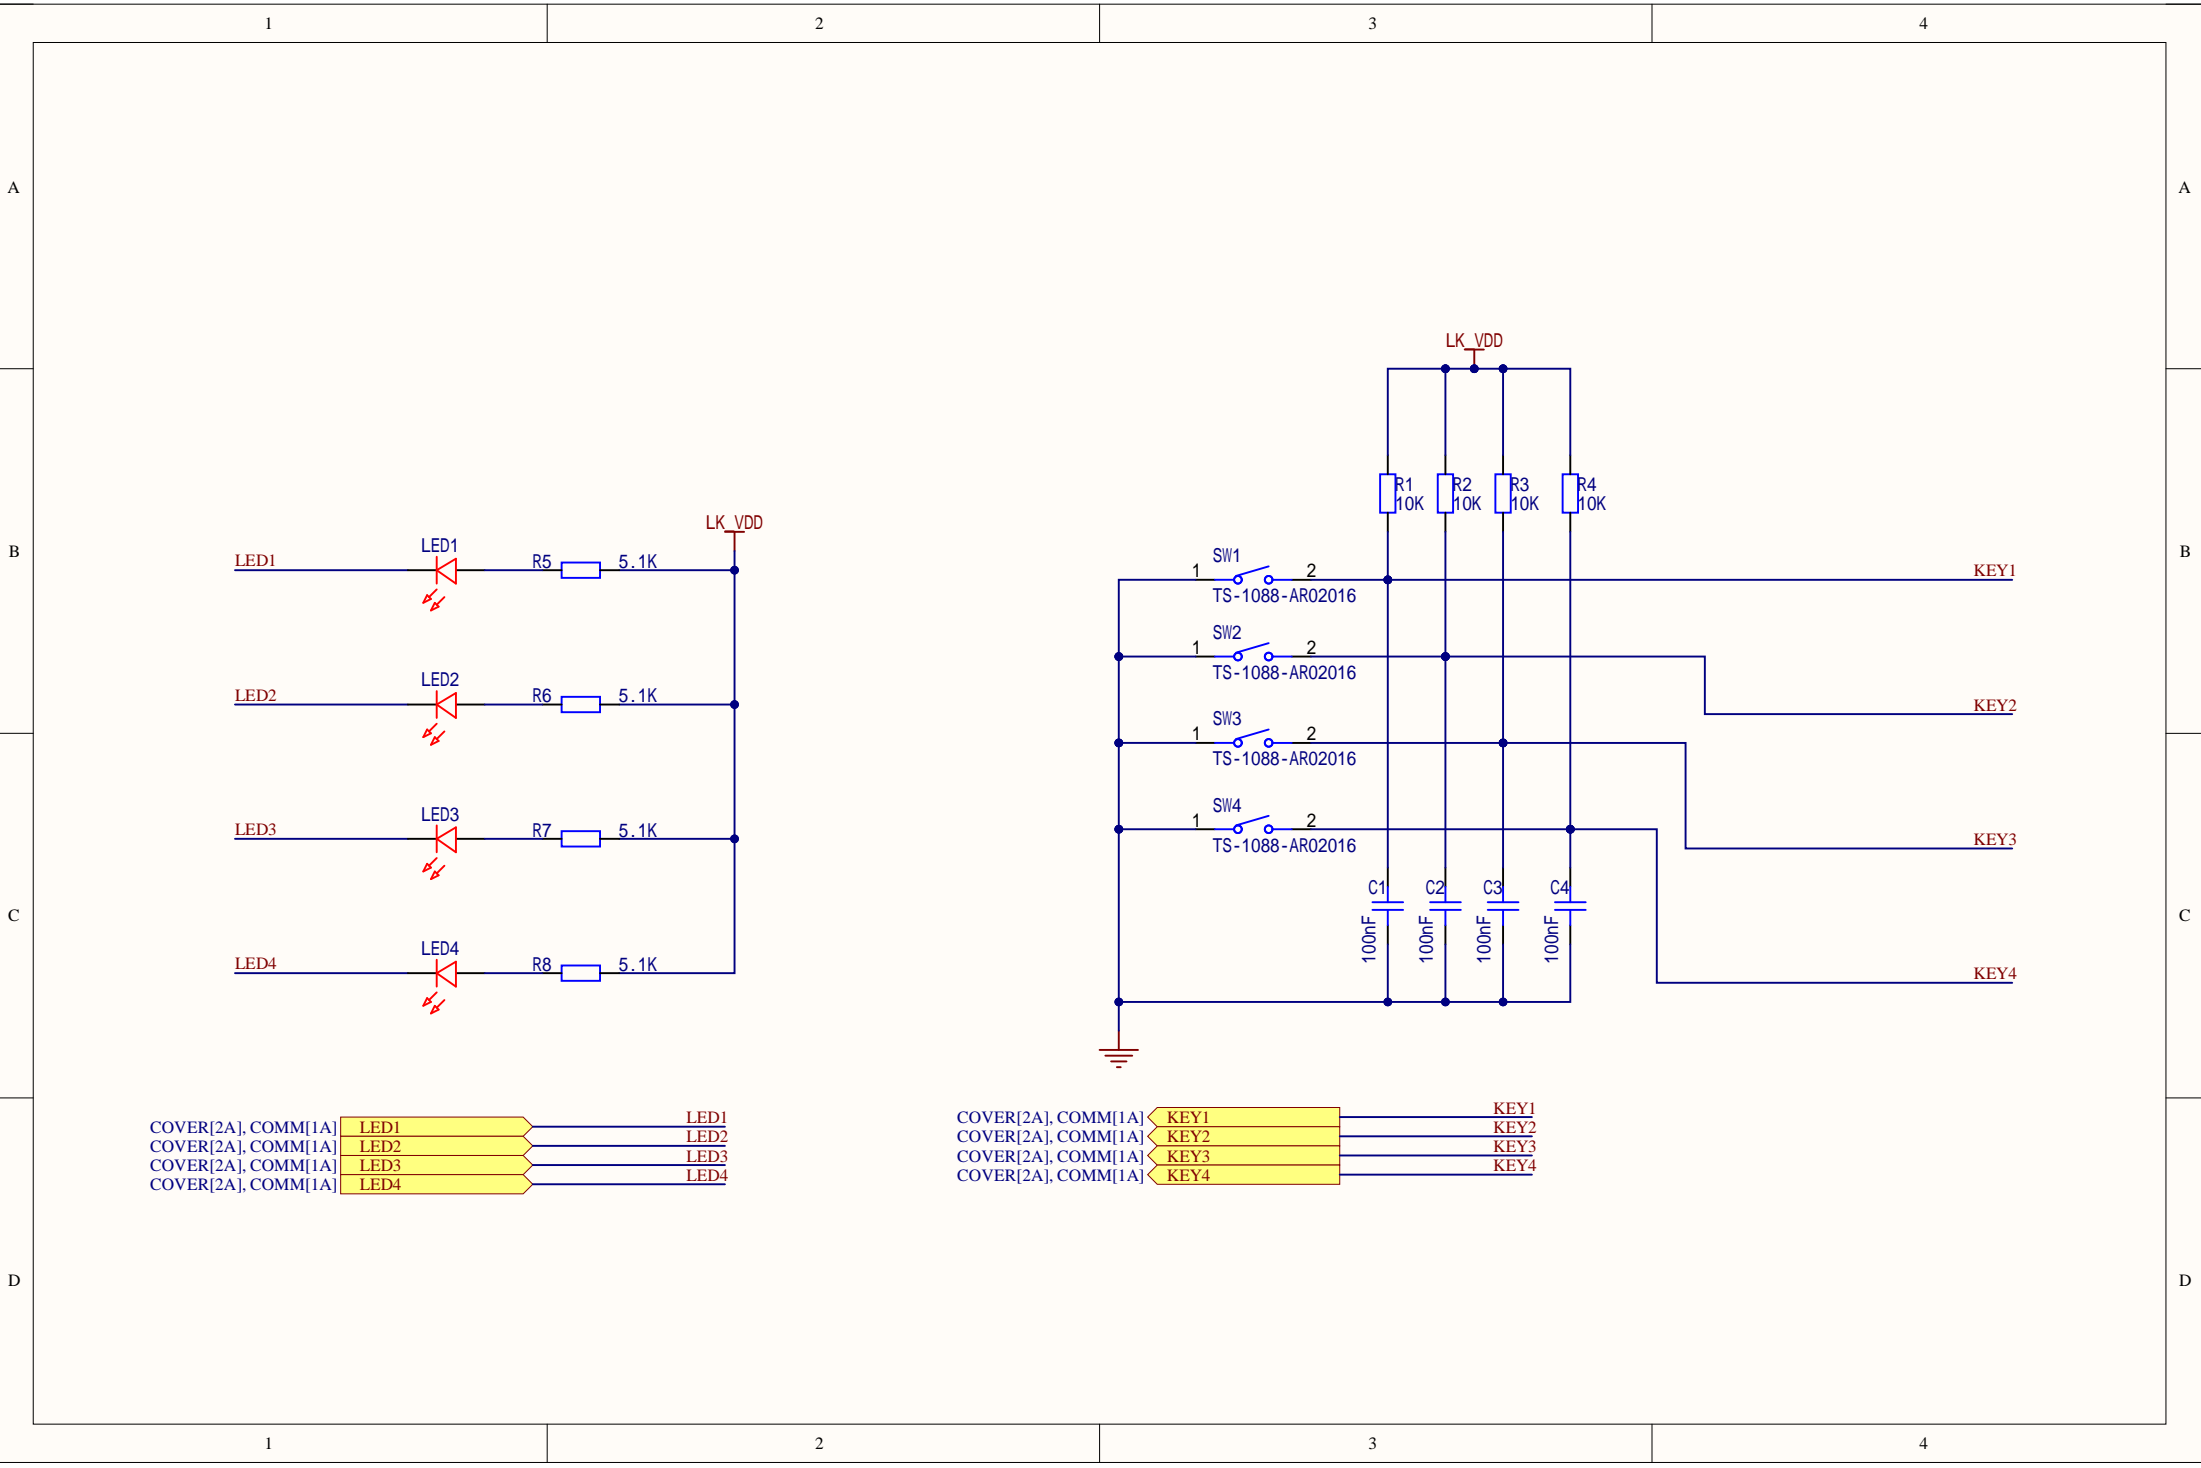 1 2 3 4
A A
LK_VDD
R1 R2 R3 R4
10K 10K 10K 10K
LK_VDD
B B
LED1 LED1 R5 5.1K
SW1
1 2 KEY1
TS-1088-AR02016
SW2
1 2
TS-1088-AR02016
LED2 LED2 R6 5.1K
KEY2
SW3
1 2
TS-1088-AR02016
SW4
1 2
TS-1088-AR02016
LED3 LED3 R7 5.1K
KEY3
C1 C2 C3 C4
100nF 100nF 100nF 100nF
C C
LED4 LED4 R8 5.1K
KEY4
COVER[2A], COMM[1A] LED1 LED1
COVER[2A], COMM[1A] LED2 LED2
COVER[2A], COMM[1A] LED3 LED3
COVER[2A], COMM[1A] LED4 LED4
COVER[2A], COMM[1A] KEY1 KEY1
COVER[2A], COMM[1A] KEY2 KEY2
COVER[2A], COMM[1A] KEY3 KEY3
COVER[2A], COMM[1A] KEY4 KEY4
D D
1 2 3 4